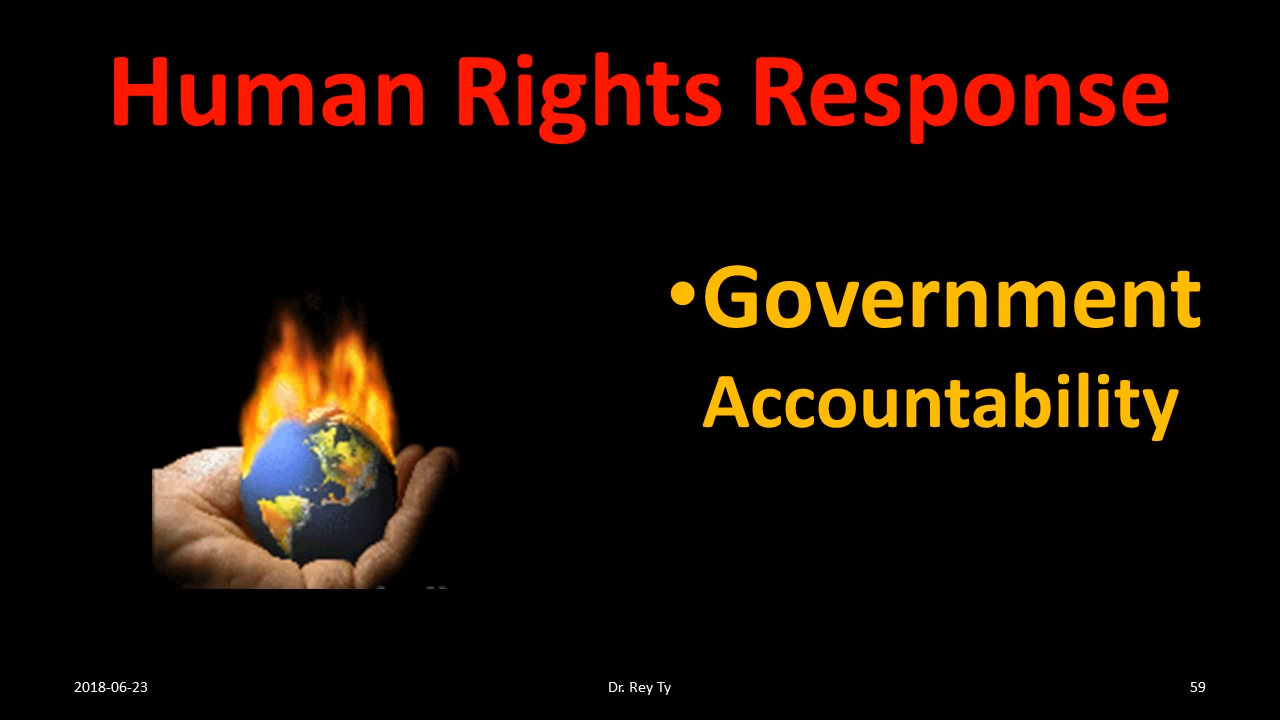 Human Rights Response
•Government
Accountability
2018-06-23
Dr. Rey Ty
59